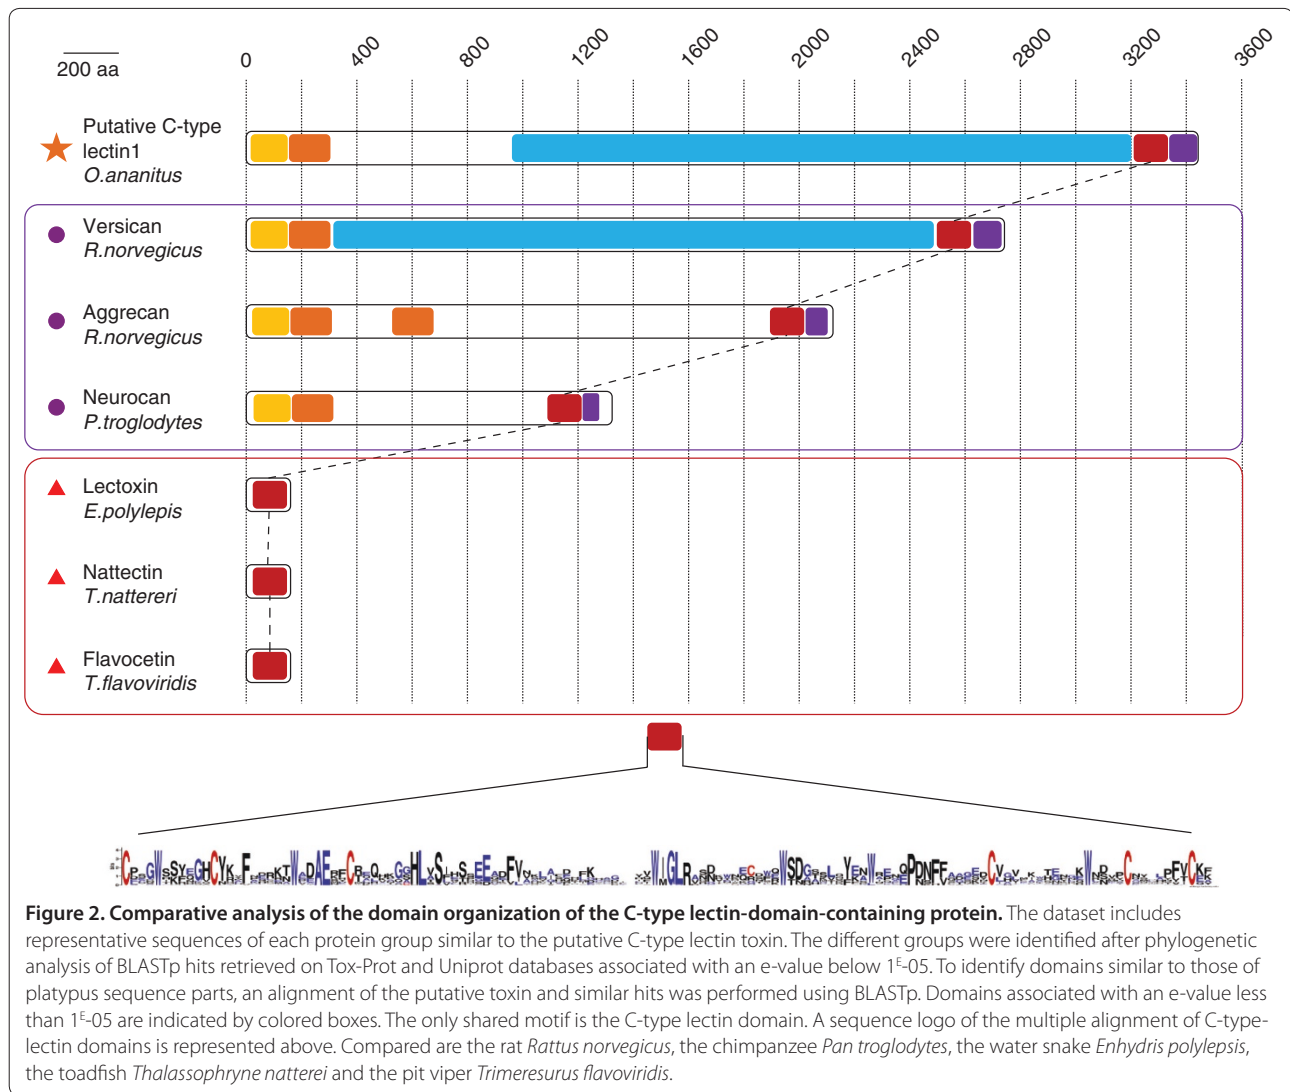 0 400 800 1200 1600 2000 2400 2800 3200 3600
200 aa
Putative C-type
lectin1
O.ananitus
Versican
R.norvegicus
Aggrecan
R.norvegicus
Neurocan
P.troglodytes
Lectoxin
E.polylepis
Nattectin
T.nattereri
Flavocetin
T.flavoviridis
Figure 2. Comparative analysis of the domain organization of the C-type lectin-domain-containing protein. The dataset includes
representative sequences of each protein group similar to the putative C-type lectin toxin. The different groups were identified after phylogenetic
analysis of BLASTp hits retrieved on Tox-Prot and Uniprot databases associated with an e-value below 1E-05. To identify domains similar to those of
platypus sequence parts, an alignment of the putative toxin and similar hits was performed using BLASTp. Domains associated with an e-value less
than 1E-05 are indicated by colored boxes. The only shared motif is the C-type lectin domain. A sequence logo of the multiple alignment of C-type-
lectin domains is represented above. Compared are the rat Rattus norvegicus, the chimpanzee Pan troglodytes, the water snake Enhydris polylepsis,
the toadfish Thalassophryne natterei and the pit viper Trimeresurus flavoviridis.